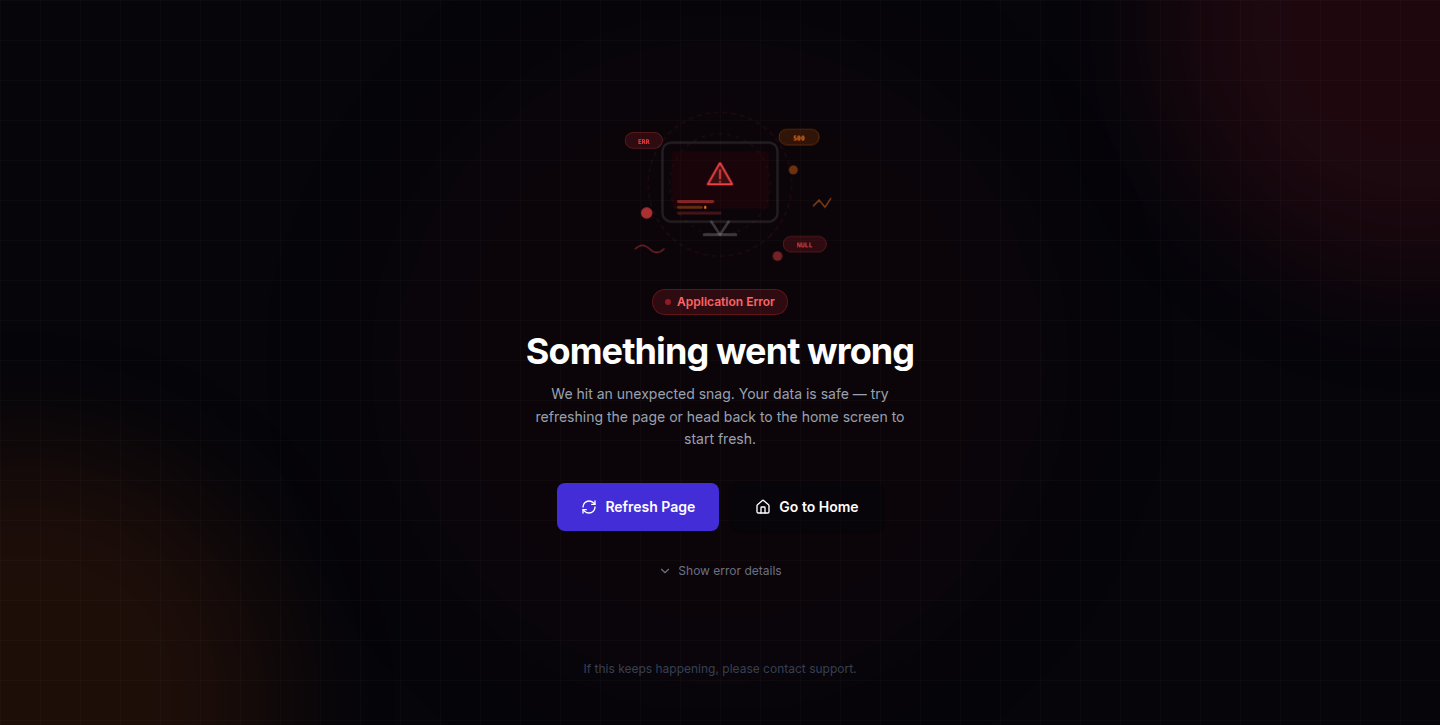 ERR
500
NULL
Application Error
Something went wrong
We hit an unexpected snag. Your data is safe — try
refreshing the page or head back to the home screen to
start fresh.
Refresh Page
Go to Home
Show error details
If this keeps happening, please contact support.